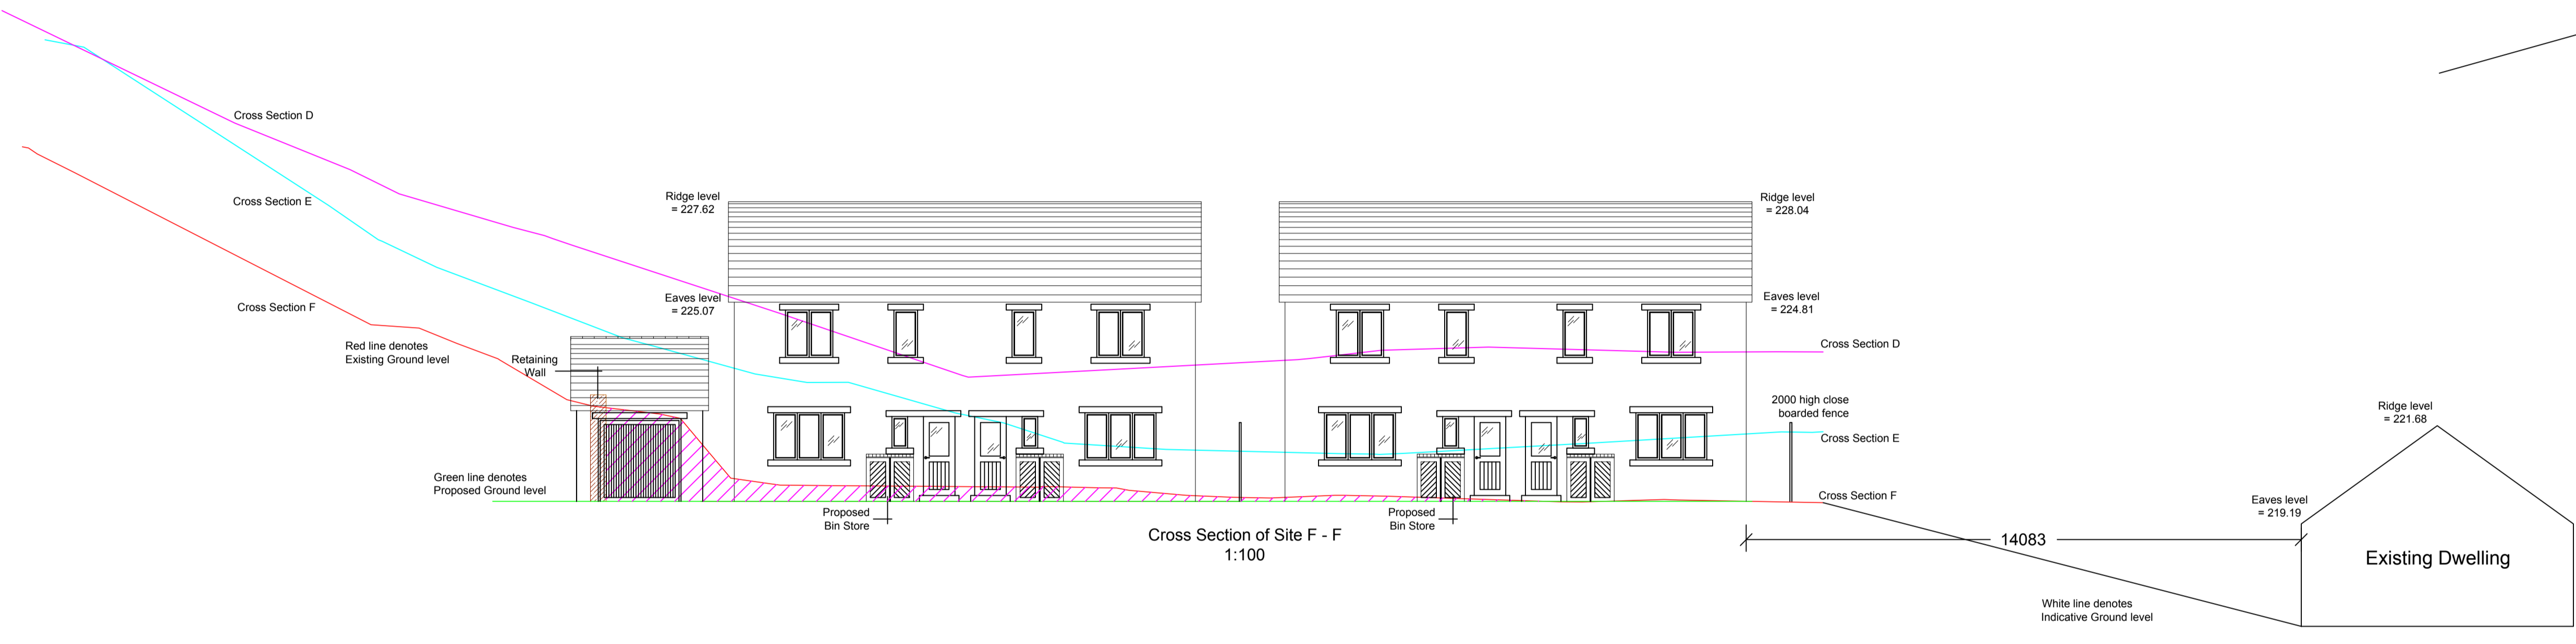 Cross Section D
Cross Section E
Cross Section F
Red line denotes
Existing Ground level
Retaining
Wall
Green line denotes
Proposed Ground level
Ridge level
= 227.62
Eaves level
= 225.07
Proposed
Bin Store
Cross Section of Site F - F
1:100
Proposed
Bin Store
Ridge level
= 228.04
Eaves level
= 224.81
Cross Section D
2000 high close
boarded fence
Cross Section E
Cross Section F
14083
White line denotes
Indicative Ground level
Ridge level
= 221.68
Eaves level
= 219.19
Existing Dwelling